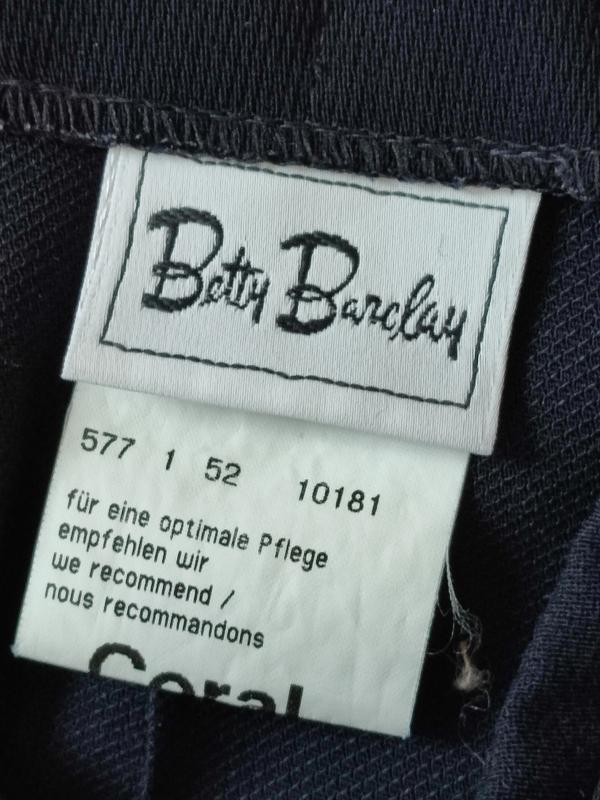 Betty Barclay
577 1 52 10181
für eine optimale Pflege
empfehlen wir
we recommend /
nous recommandons
Coral